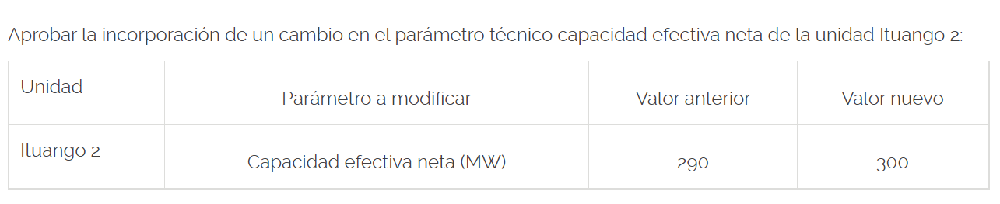 Aprobar la incorporación de un cambio en el parámetro técnico capacidad efectiva neta de la unidad Ituango 2:
Unidad Parámetro a modificar Valor anterior Valor nuevo
Ituango 2 Capacidad efectiva neta (MW) 290 300